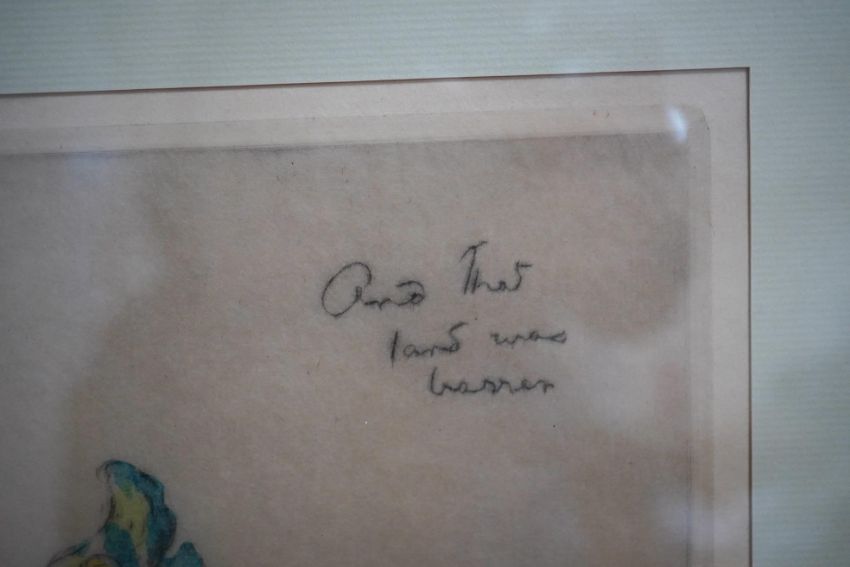 And That
land was
barren